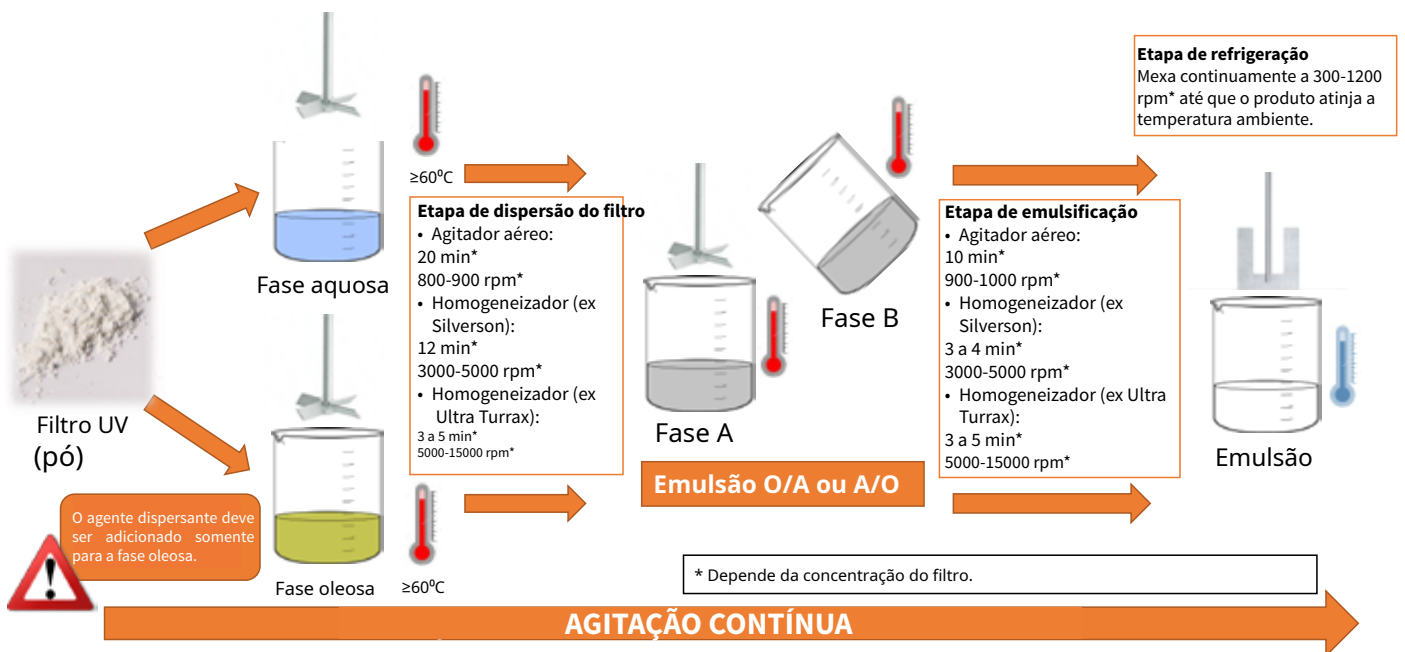 Filtro UV
(pó)
O agente dispersante deve
ser adicionado somente
para a fase oleosa.
Fase aquosa
≥60⁰C
Fase oleosa
≥60⁰C
Etapa de dispersão do filtro
• Agitador aéreo:
20 min*
800-900 rpm*
• Homogeneizador (ex
Silverson):
12 min*
3000-5000 rpm*
• Homogeneizador (ex
Ultra Turrax):
3 a 5 min*
5000-15000 rpm*
Fase A
Fase B
Emulsão O/A ou A/O
Etapa de emulsificação
• Agitador aéreo:
10 min*
900-1000 rpm*
• Homogeneizador (ex
Silverson):
3 a 4 min*
3000-5000 rpm*
• Homogeneizador (ex Ultra
Turrax):
3 a 5 min*
5000-15000 rpm*
Etapa de refrigeração
Mexa continuamente a 300-1200
rpm* até que o produto atinja a
temperatura ambiente.
Emulsão
* Depende da concentração do filtro.
AGITAÇÃO CONTÍNUA